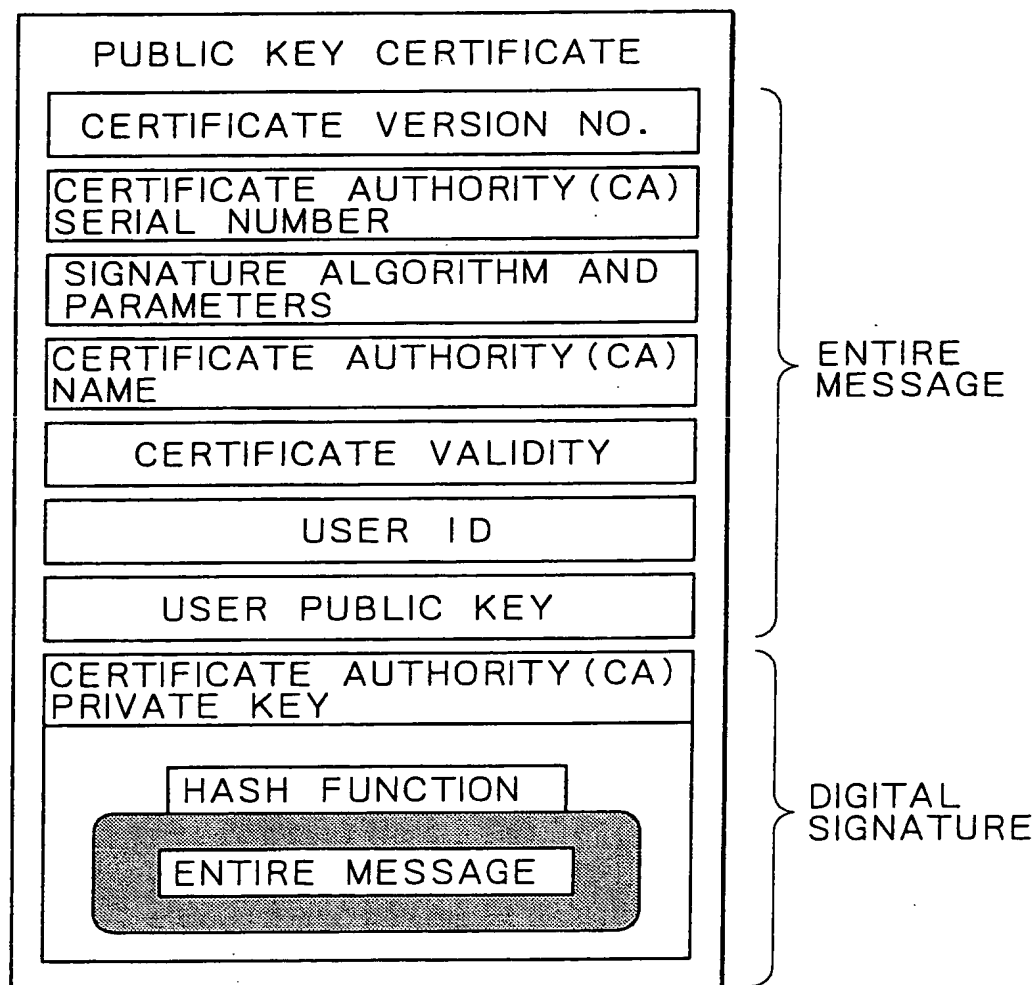 PUBLIC KEY CERTIFICATE
CERTIFICATE VERSION NO.
CERTIFICATE AUTHORITY(CA)
SERIAL NUMBER
SIGNATURE ALGORITHM AND
PARAMETERS
CERTIFICATE AUTHORITY(CA)
NAME
CERTIFICATE VALIDITY
USER ID
USER PUBLIC KEY
ENTIRE
MESSAGE
CERTIFICATE AUTHORITY(CA)
PRIVATE KEY
HASH FUNCTION
ENTIRE MESSAGE
DIGITAL
SIGNATURE